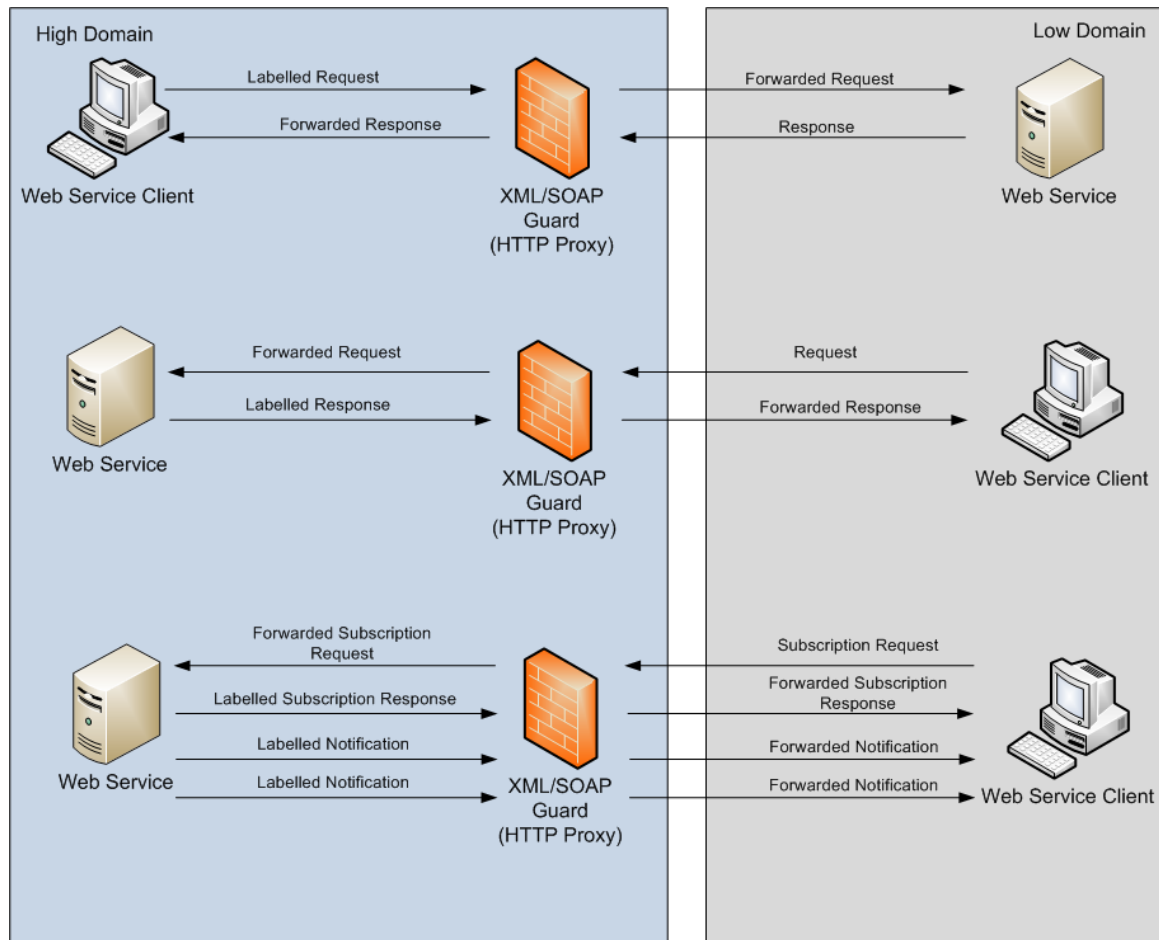 High Domain
Low Domain
Labelled Request
Forwarded Response
Forwarded Request
Response
Web Service Client
XML/SOAP
Guard
(HTTP Proxy)
Web Service
Forwarded Request
Labelled Response
Request
Forwarded Response
Web Service
XML/SOAP
Guard
(HTTP Proxy)
Web Service Client
Forwarded Subscription
Request
Labelled Subscription Response
Labelled Notification
Labelled Notification
Subscription Request
Forwarded Subscription
Response
Forwarded Notification
Forwarded Notification
Web Service
XML/SOAP
Guard
(HTTP Proxy)
Web Service Client